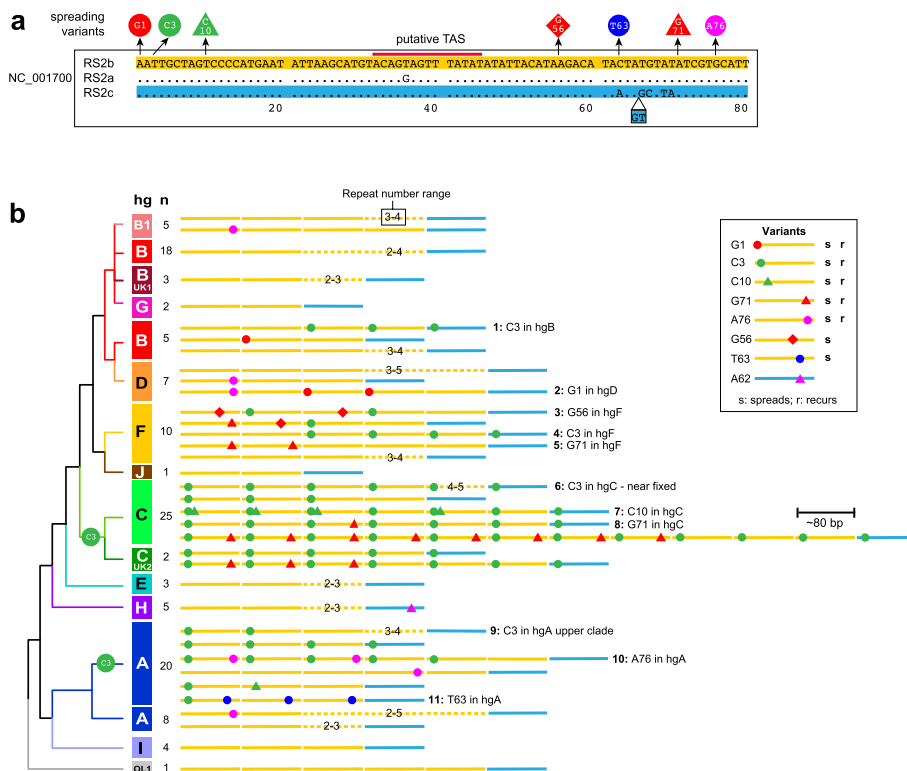 a
spreading variants
G1
C3
C 10
putative TAS
G 56
T63
G 71
A76
NC_001700
RS2b AATTGCTAGTCCCCATGAAT ATTAAGCATGTACAGTAGTT TATATATATTACATAAGACA TACTATGTATATCGTGCATT
RS2a G
RS2c A..GC.TA
20 40 60 80
GT
b
hg n
Repeat number range
B1 5 3-4
B 18 2-4
B UK1 3 2-3
G 2
B 5 1: C3 in hgB
3-4
D 7 3-5
2: G1 in hgD
F 10 3: G56 in hgF
4: C3 in hgF
5: G71 in hgF
3-4
J 1
C3
C 25 4-5 6: C3 in hgC - near fixed
7: C10 in hgC
8: G71 in hgC
~80 bp
C UK2 2
E 3 2-3
H 5 2-3
C3
A 20 3-4 9: C3 in hgA upper clade
10: A76 in hgA
11: T63 in hgA
A 8 2-5
2-3
I 4
OL1 1
Variants
G1 s r
C3 s r
C10 s r
G71 s r
A76 s r
G56 s
T63 s
A62
s: spreads; r: recurs